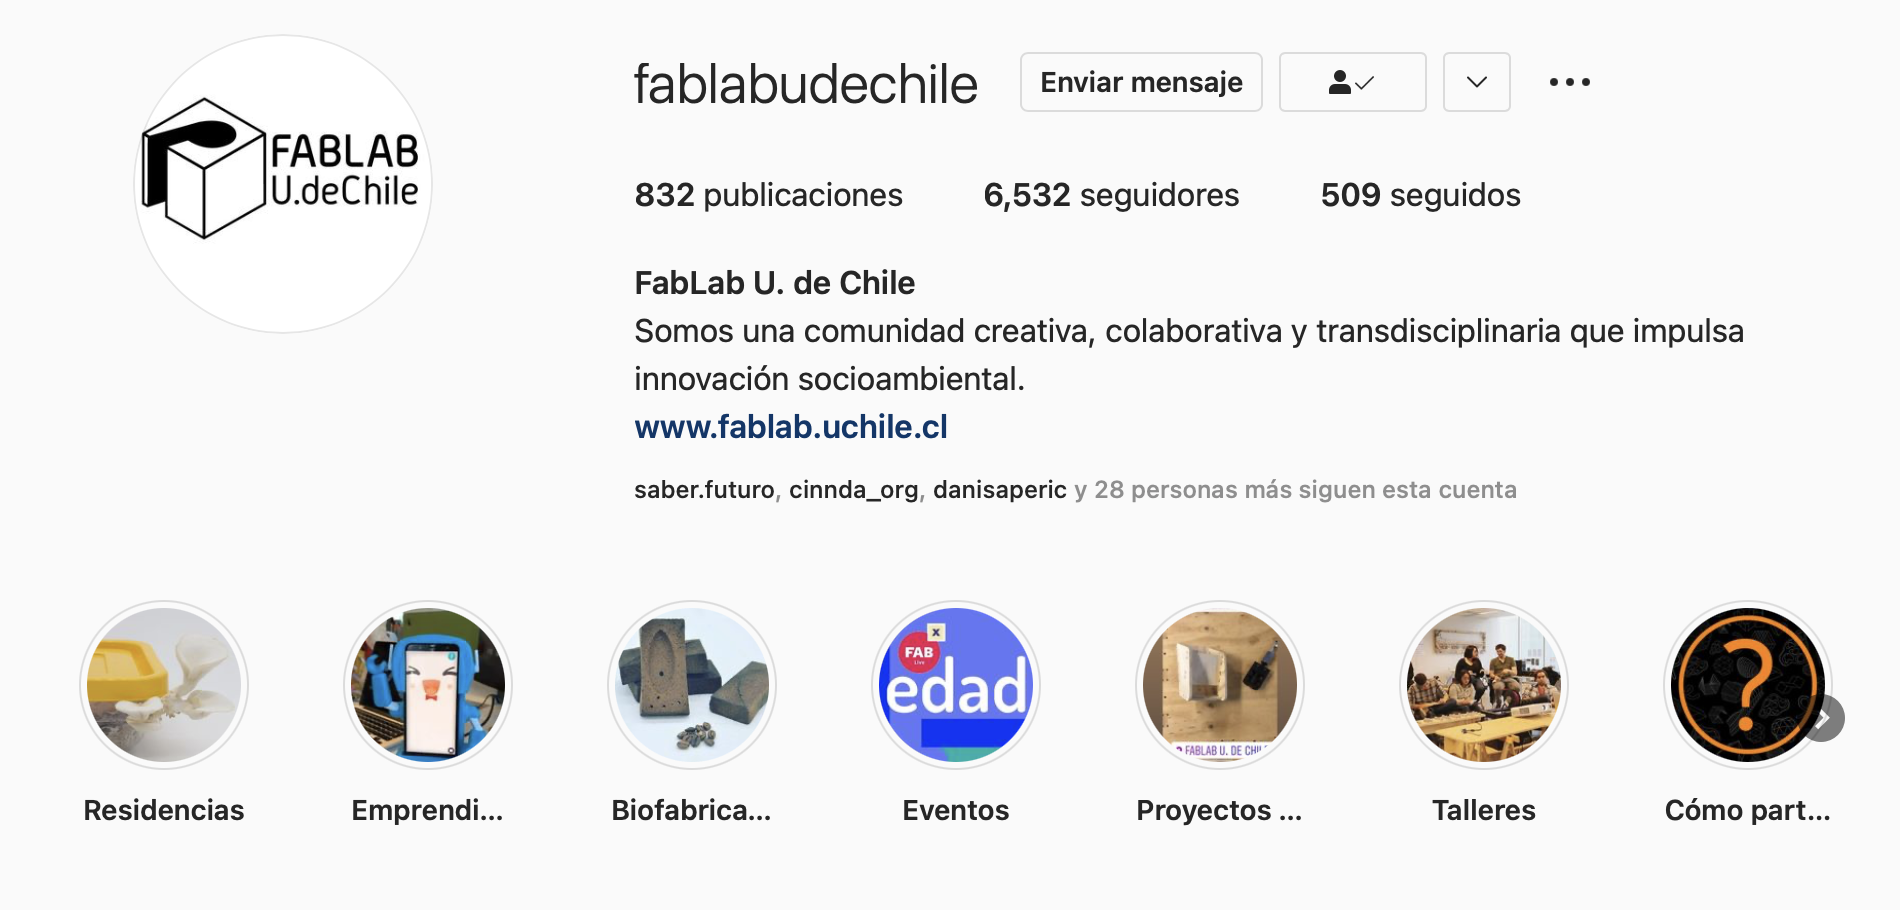 FABLAB
U.deChile
fablabudechile
Enviar mensaje
832 publicaciones
6,532 seguidores
509 seguidos
FabLab U. de Chile
Somos una comunidad creativa, colaborativa y transdisciplinaria que impulsa
innovación socioambiental.
www.fablab.uchile.cl
saber.futuro, cinnda_org, danisaperic y 28 personas más siguen esta cuenta
x
FAB
Live
edad
FABLAB U. DE CHIL
?
Residencias
Emprendi...
Biofabrica...
Eventos
Proyectos ...
Talleres
Cómo part...